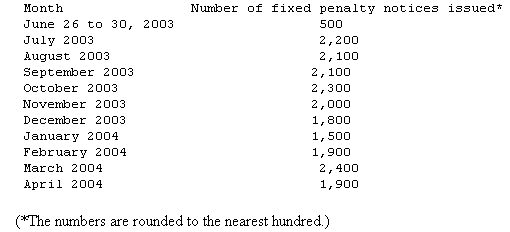 Month Number of fixed penalty notices issued*
June 26 to 30, 2003 500
July 2003 2,200
August 2003 2,100
September 2003 2,100
October 2003 2,300
November 2003 2,000
December 2003 1,800
January 2004 1,500
February 2004 1,900
March 2004 2,400
April 2004 1,900
(*The numbers are rounded to the nearest hundred.)